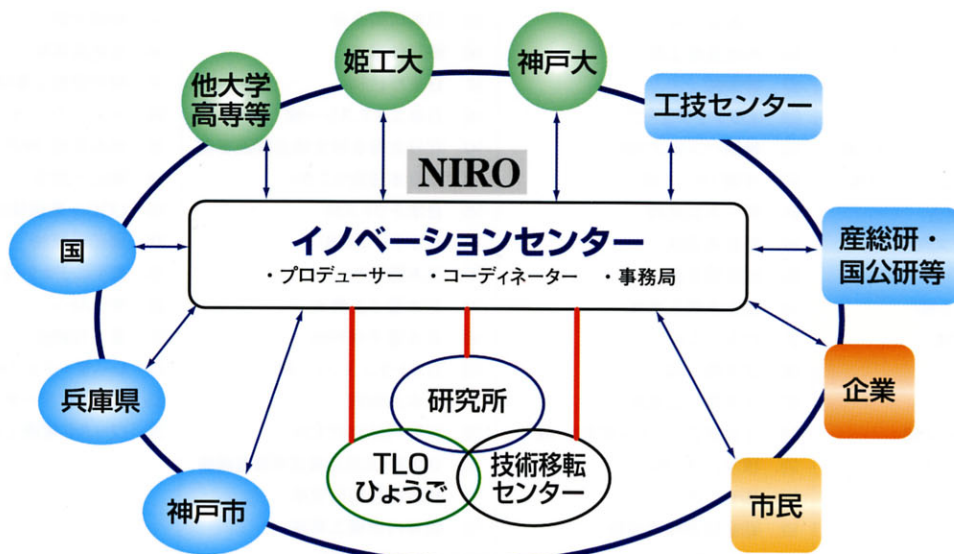 姫工大
神戸大
他大学
高専等
工技センター
NIRO
イノベーションセンター
・プロデューサー ・コーディネーター ・事務局
国
産総研・
国公研等
兵庫県
企業
研究所
TLO
ひょうご
技術移転
センター
神戸市
市民